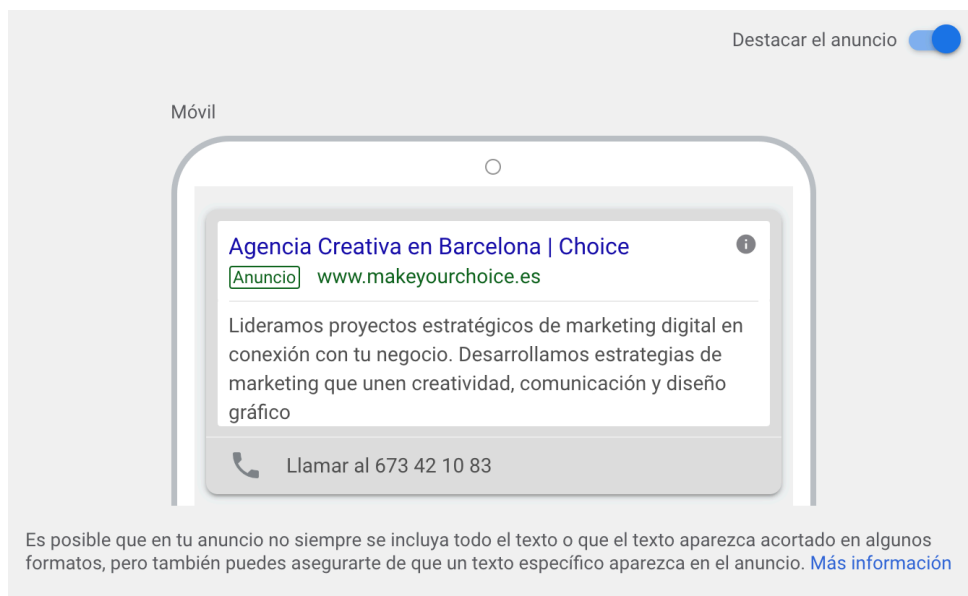 Destacar el anuncio
Móvil
Agencia Creativa en Barcelona | Choice
Anuncio www.makeyourchoice.es
Lideramos proyectos estratégicos de marketing digital en
conexión con tu negocio. Desarrollamos estrategias de
marketing que unen creatividad, comunicación y diseño
gráfico
Llamar al 673 42 10 83
Es posible que en tu anuncio no siempre se incluya todo el texto o que el texto aparezca acortado en algunos
formatos, pero también puedes asegurarte de que un texto específico aparezca en el anuncio. Más información